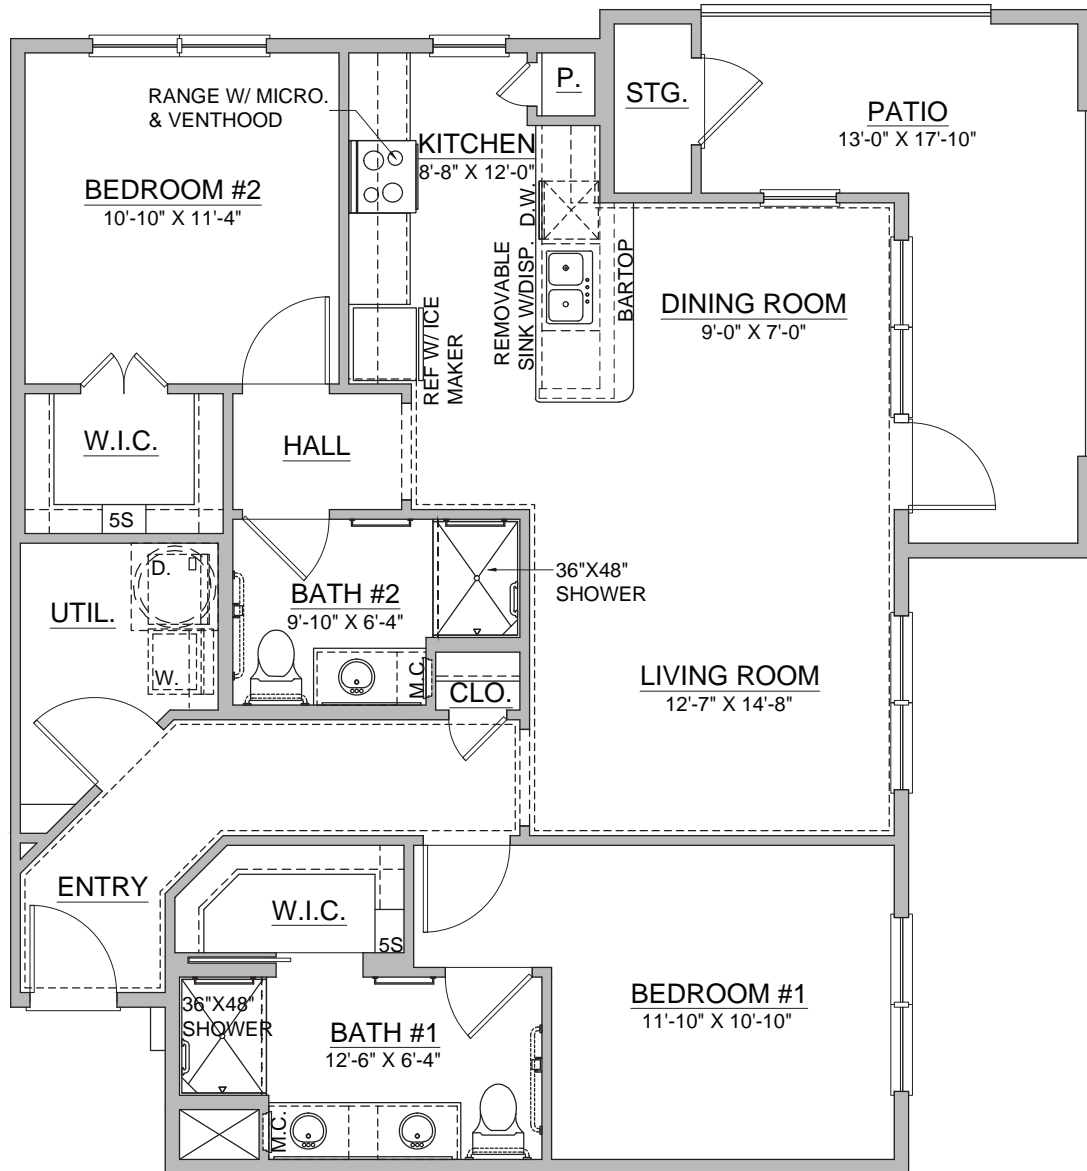 RANGE W/ MICRO.
& VENTHOOD
BEDROOM #2
10'-10" X 11'-4"
KITCHEN
8'-8" X 12'-0"
P.
STG.
PATIO
13'-0" X 17'-10"
D.W.
REMOVABLE
SINK W/DISP.
BARTOP
REF W/ ICE
MAKER
DINING ROOM
9'-0" X 7'-0"
W.I.C.
5S
HALL
D.
UTIL.
W.
BATH #2
9'-10" X 6'-4"
36"X48"
SHOWER
M.C.
CLO.
LIVING ROOM
12'-7" X 14'-8"
ENTRY
W.I.C.
5S
36"X48"
SHOWER
BATH #1
12'-6" X 6'-4"
M.C.
BEDROOM #1
11'-10" X 10'-10"